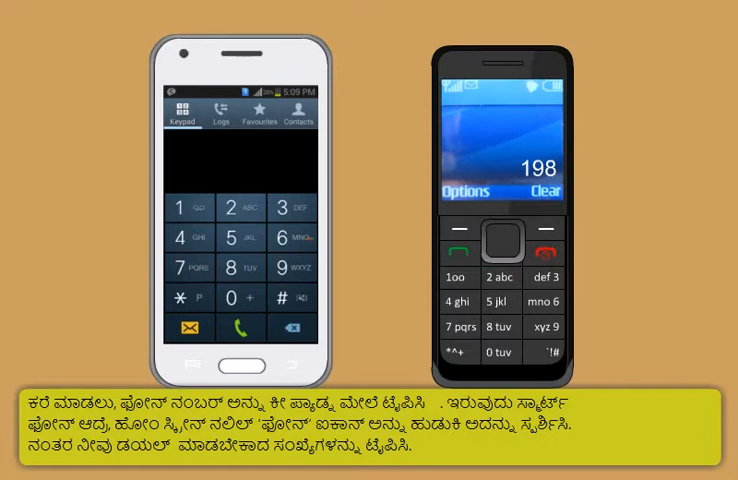 5:09 PM
Keypad Logs Favourites Contacts
1 2 ABC 3 DEF
4 GHI 5 JKL 6 MNO
7 PQRS 8 TUV 9 WXYZ
* P 0 + #
198
Options Clear
1oo 2 abc def 3
4 ghi 5 jkl mno 6
7 pqrs 8 tuv xyz 9
*^+ 0 tuv `!#
ಕರೆ ಮಾಡಲು, ಫೋನ್ ನಂಬರ್ ಅನ್ನು ಕೀ ಪ್ಯಾಡ್ನ ಮೇಲೆ ಟೈಪಿಸಿ . ಇರುವುದು ಸ್ಮಾರ್ಟ್
ಫೋನ್ ಆದ್ರೆ, ಹೋಂ ಸ್ಕ್ರೀನ್ ನಲಿಲ್ 'ಫೋನ್' ಐಕಾನ್ ಅನ್ನು ಹುಡುಕಿ ಅದನ್ನು ಸ್ಪರ್ಶಿಸಿ.
ನಂತರ ನೀವು ಡಯಲ್ ಮಾಡಬೇಕಾದ ಸಂಖ್ಯೆಗಳನ್ನು ಟೈಪಿಸಿ.